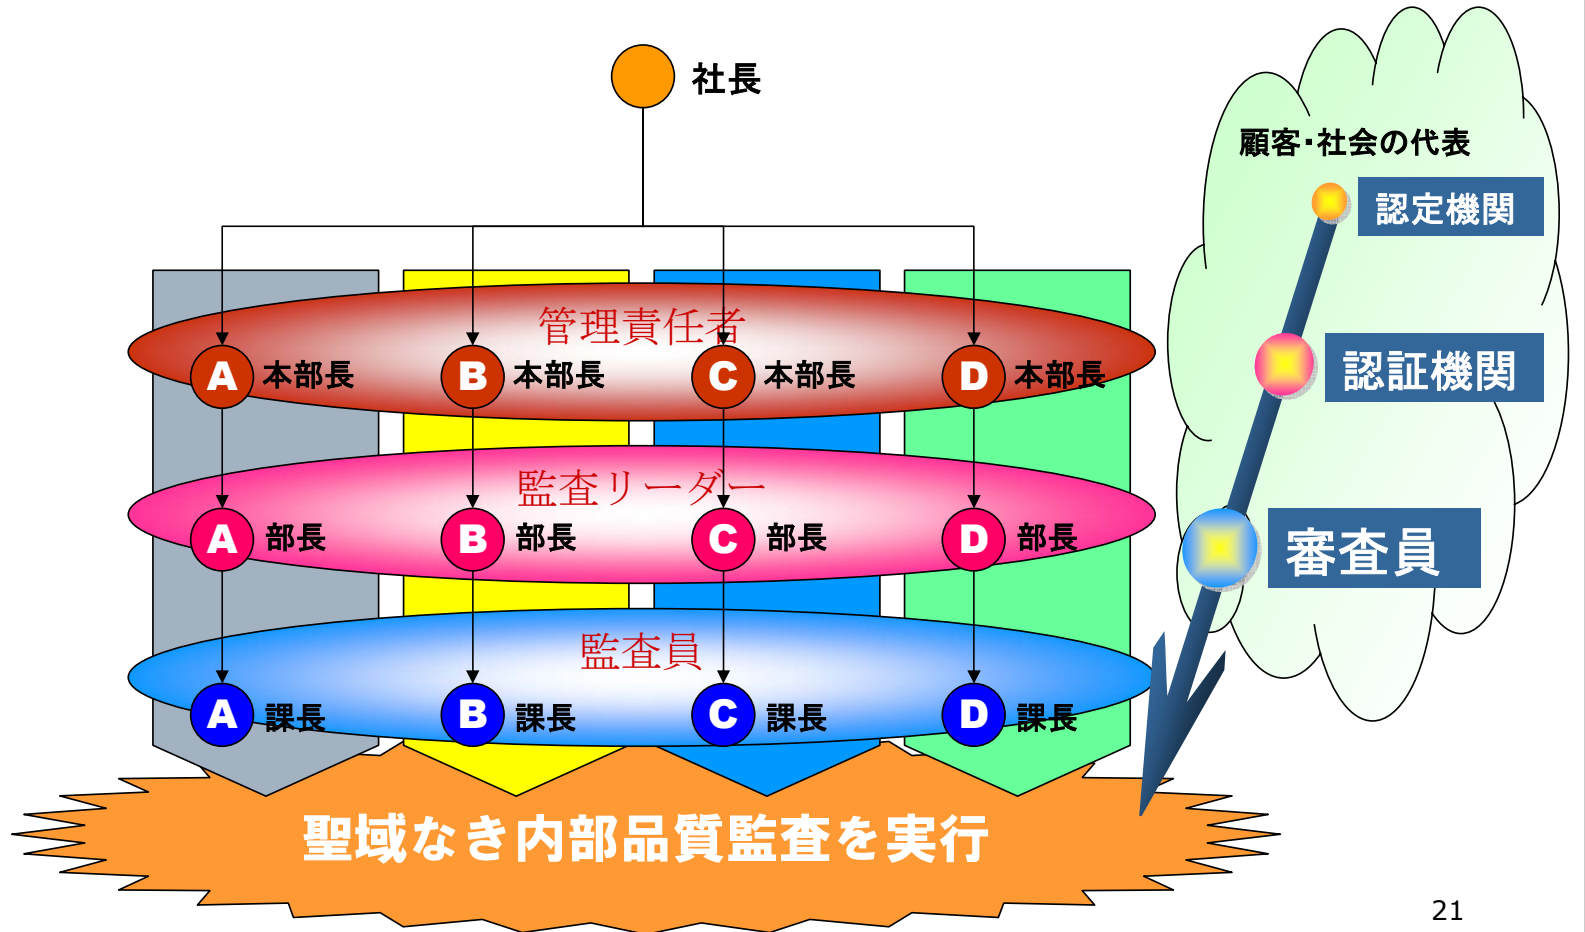 社長
顧客・社会の代表
認定機関
管理責任者
A 本部長 B 本部長 C 本部長 D 本部長
認証機関
監査リーダー
A 部長 B 部長 C 部長 D 部長
審査員
監査員
A 課長 B 課長 C 課長 D 課長
聖域なき内部品質監査を実行
21